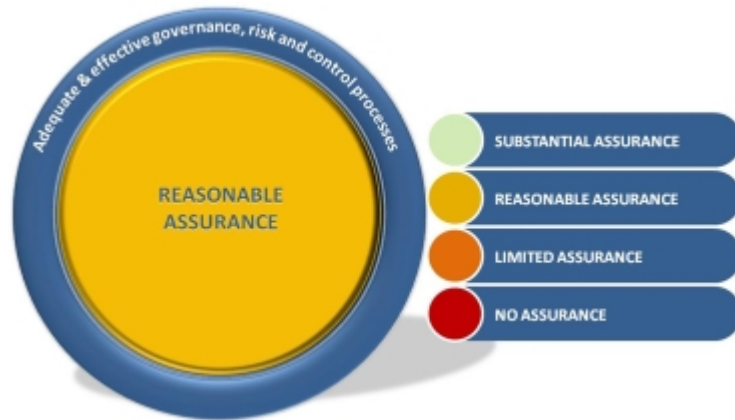 Adequate & effective governance, risk and control processes
REASONABLE
ASSURANCE
SUBSTANTIAL ASSURANCE
REASONABLE ASSURANCE
LIMITED ASSURANCE
NO ASSURANCE